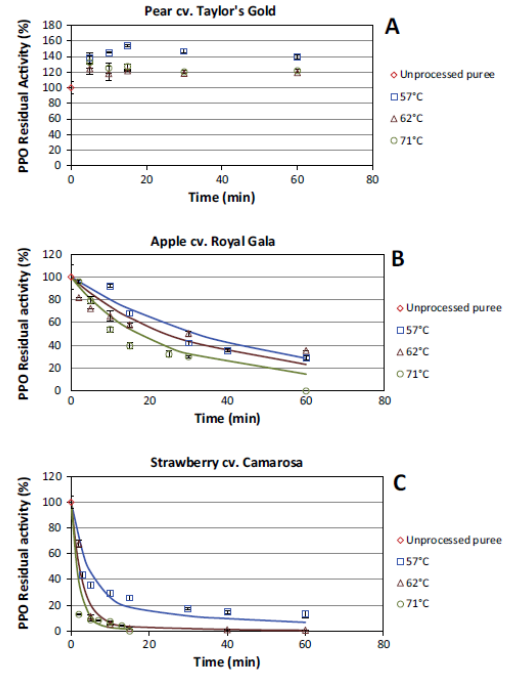 Pear cv. Taylor's Gold
A
PPO Residual Activity (%)
180
160
140
120
100
80
60
40
20
0
0 20 40 60 80
Time (min)
Unprocessed puree
57°C
62°C
71°C
Apple cv. Royal Gala
B
PPO Residual activity (%)
120
100
80
60
40
20
0
0 20 40 60 80
Time (min)
Unprocessed puree
57°C
62°C
71°C
Strawberry cv. Camarosa
C
PPO Residual activity (%)
120
100
80
60
40
20
0
0 20 40 60 80
Time (min)
Unprocessed puree
57°C
62°C
71°C